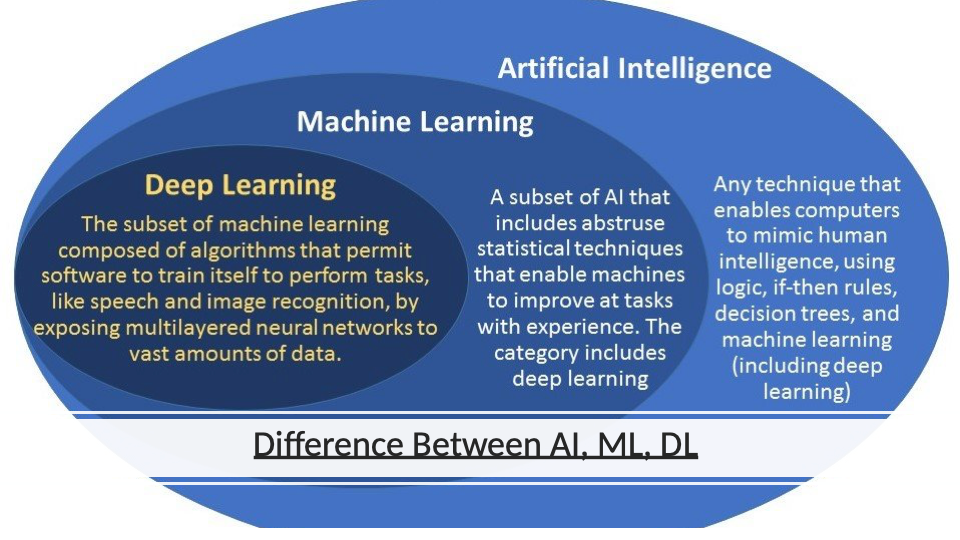 Artificial Intelligence
Machine Learning
Deep Learning
The subset of machine learning
composed of algorithms that permit
software to train itself to perform tasks,
like speech and image recognition, by
exposing multilayered neural networks to
vast amounts of data.
A subset of AI that
includes abstruse
statistical techniques
that enable machines
to improve at tasks
with experience. The
category includes
deep learning
Any technique that
enables computers
to mimic human
intelligence, using
logic, if-then rules,
decision trees, and
machine learning
(including deep
learning)
Difference Between AI, ML, DL